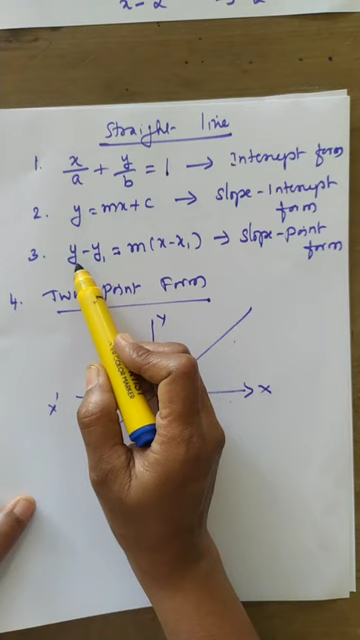 Straight line
1. x/a + y/b = 1 → Intercept form
2. y = mx + c → Slope-Intercept form
3. y - y₁ = m(x - x₁) → Slope-point form
4. Point Form
Y
X' X